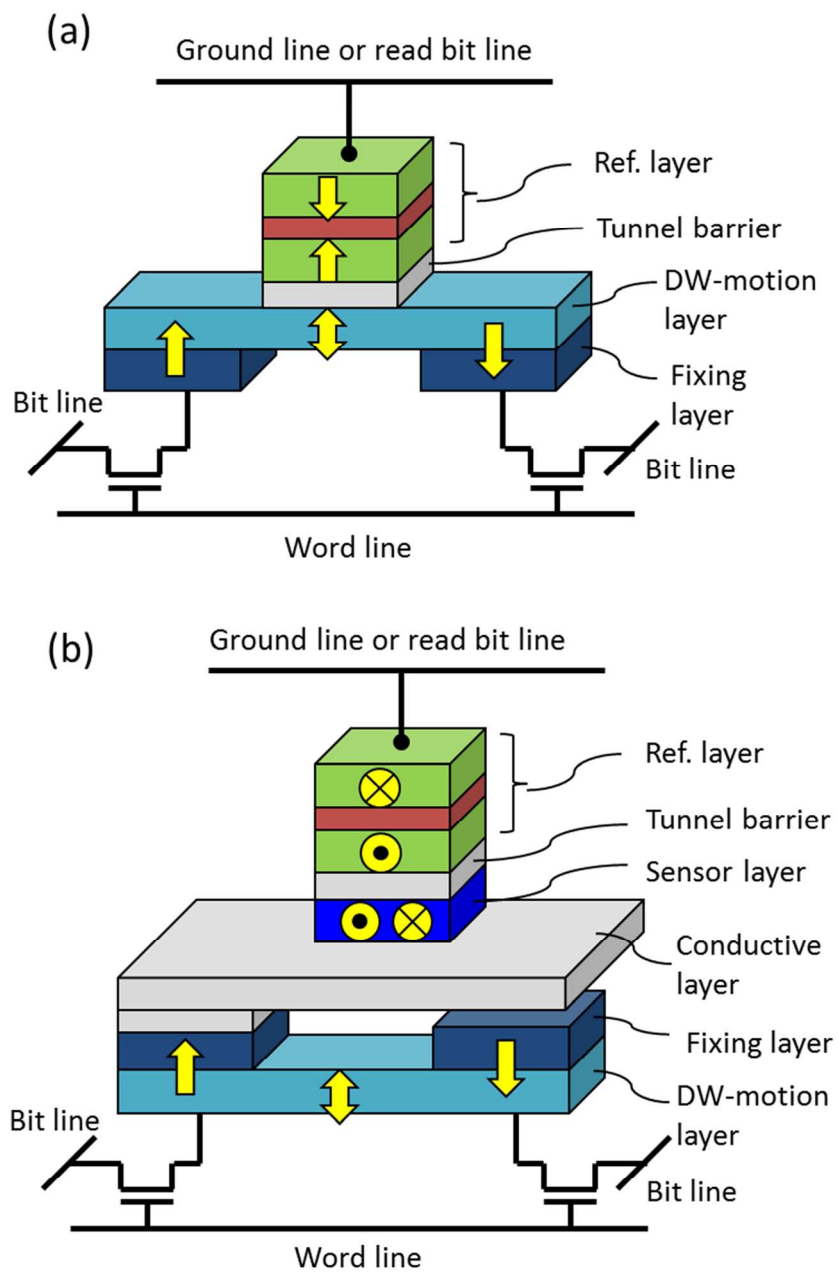 (a)
Ground line or read bit line
Ref. layer
Tunnel barrier
DW-motion
layer
Fixing
layer
Bit line
Bit line
Word line
(b)
Ground line or read bit line
Ref. layer
Tunnel barrier
Sensor layer
Conductive
layer
Fixing layer
DW-motion
layer
Bit line
Bit line
Word line